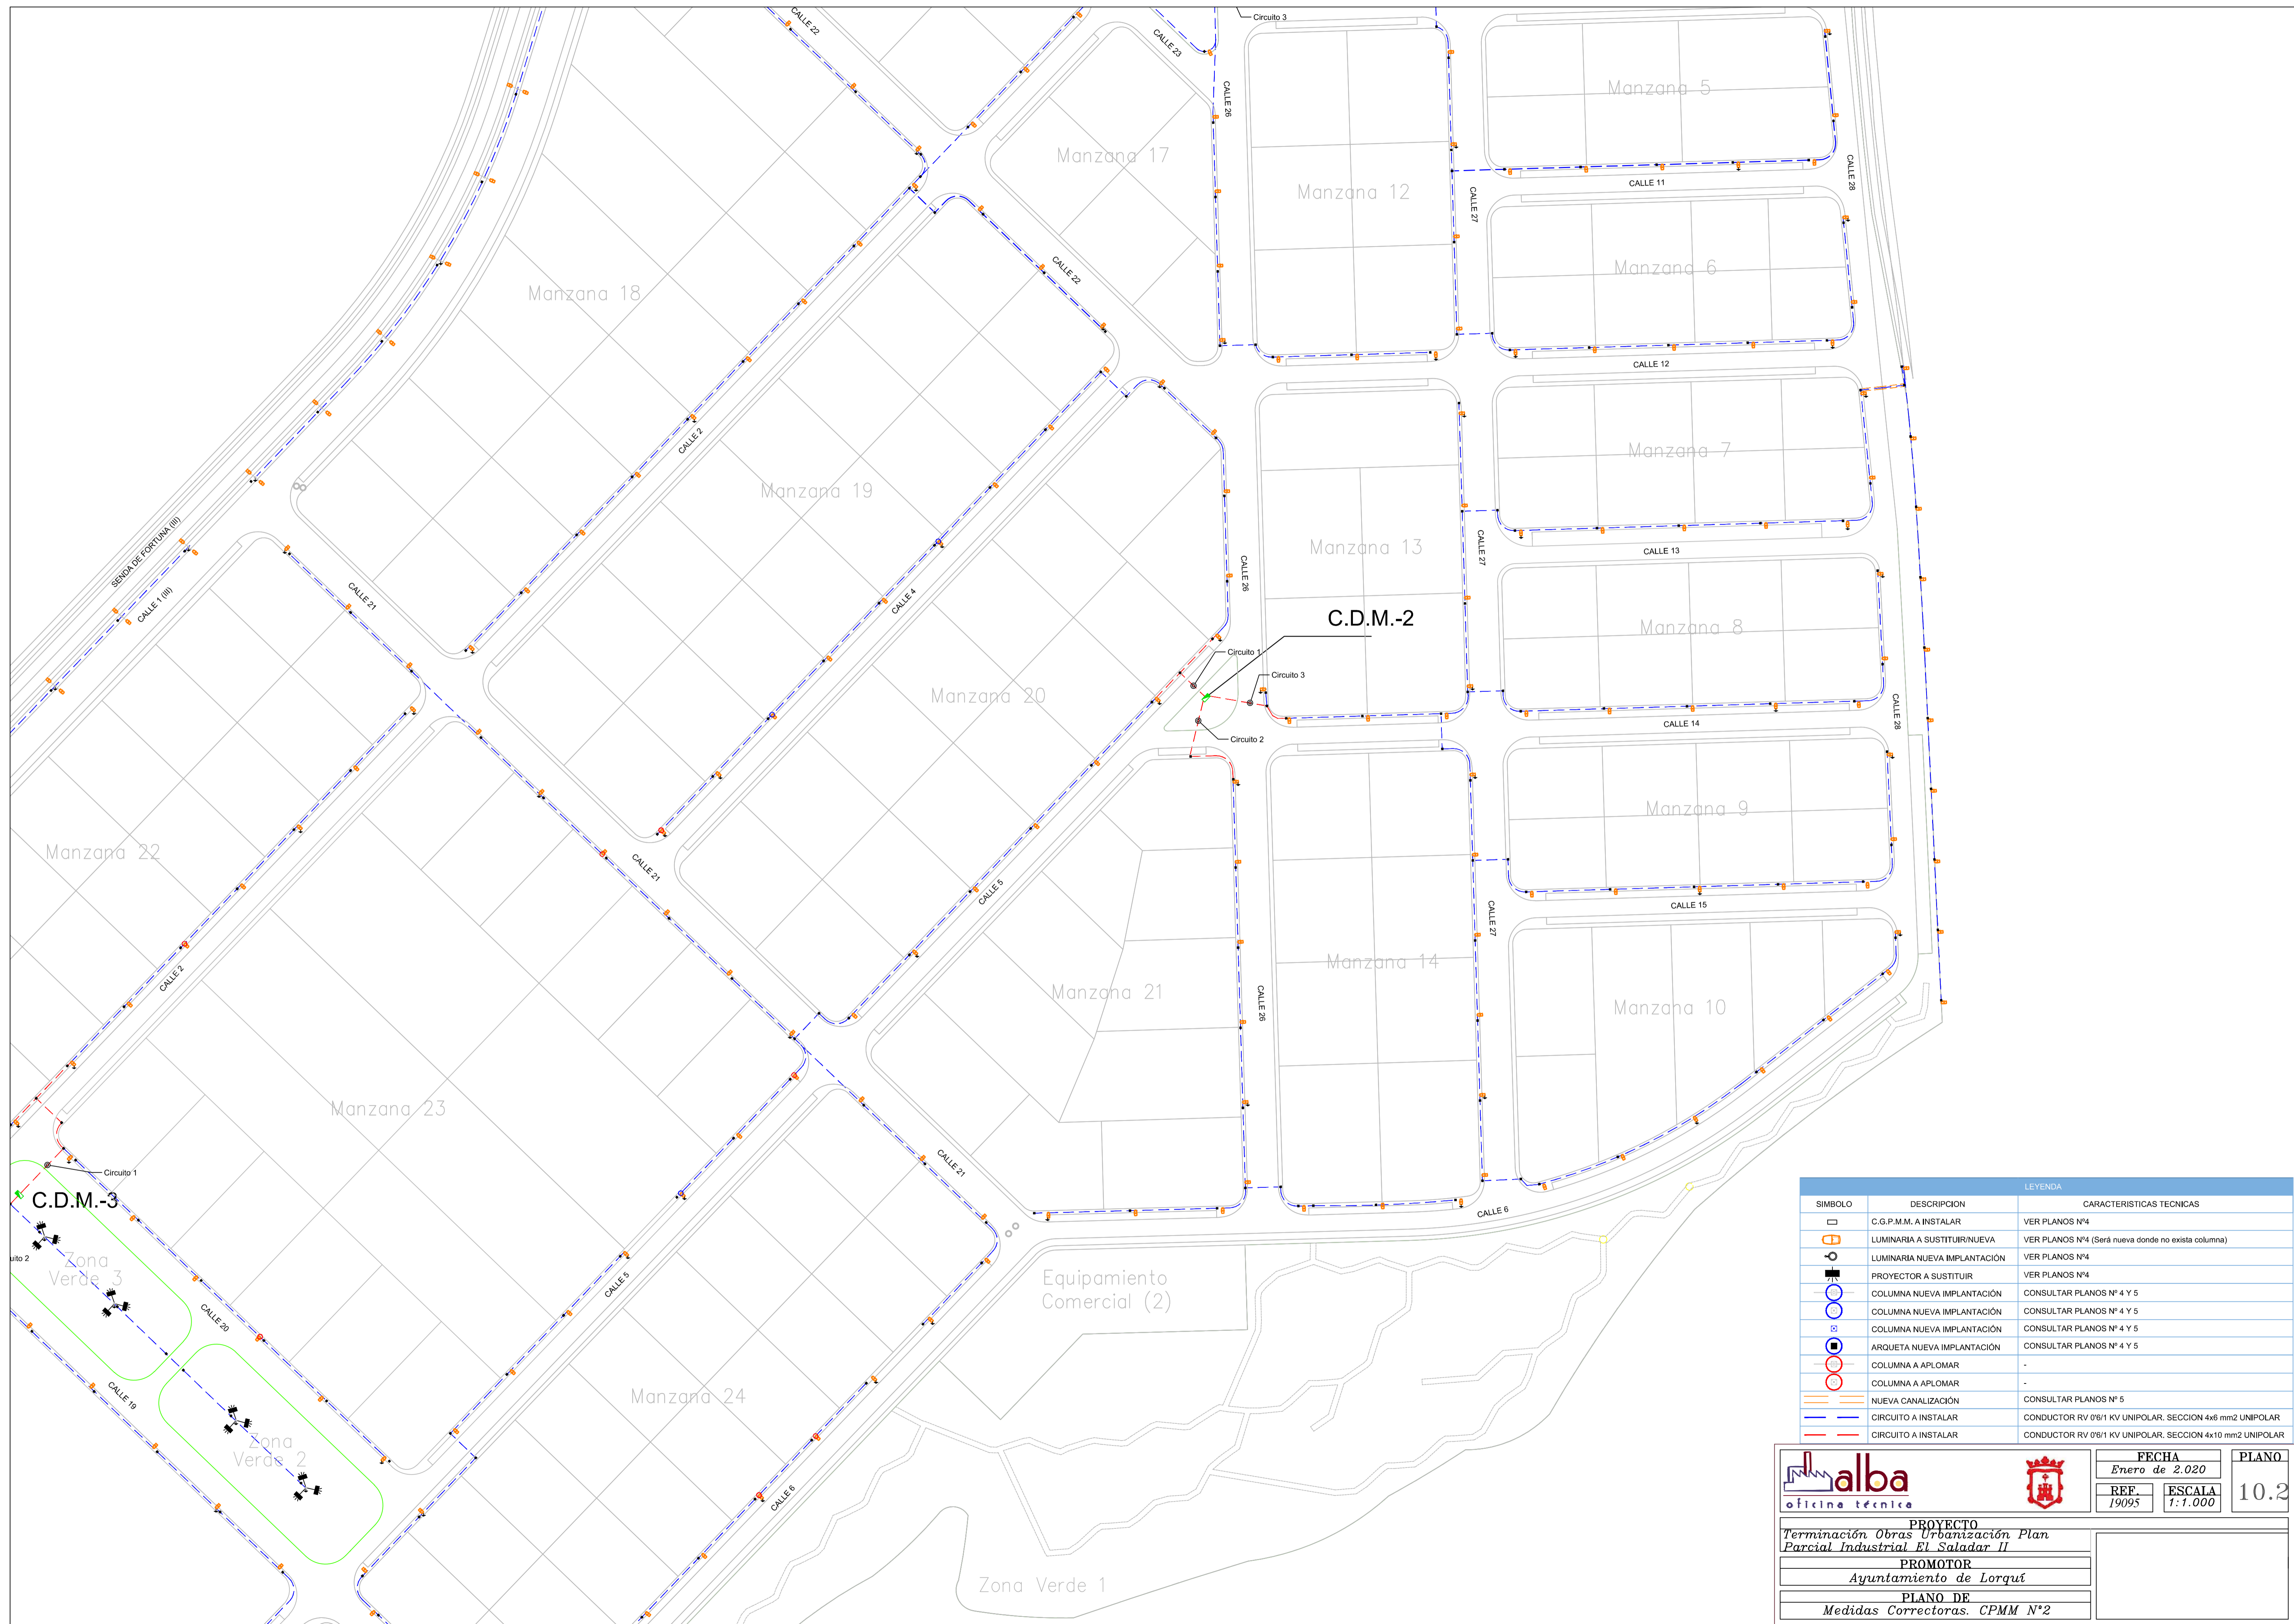 CALLE 22
CALLE 23
Circuito 3
CALLE 26
Manzana 5
Manzana 17
Manzana 12
CALLE 11
CALLE 28
CALLE 27
Manzana 18
CALLE 22
Manzana 6
CALLE 12
CALLE 2
Manzana 19
Manzana 7
SENDA DE FORTUNA (III)
CALLE 1 (III)
CALLE 21
CALLE 4
CALLE 26
Manzana 13
CALLE 27
CALLE 13
C.D.M.-2
Manzana 8
Circuito 1
Circuito 3
Manzana 20
Circuito 2
CALLE 14
CALLE 28
Manzana 22
CALLE 21
CALLE 5
Manzana 9
CALLE 15
CALLE 27
Manzana 14
CALLE 2
Manzana 21
CALLE 26
Manzana 10
Manzana 23
Circuito 1
C.D.M.-3
CALLE 21
CALLE 6
uito 2
Zona
Verde 3
CALLE 5
Equipamiento
Comercial (2)
CALLE 20
CALLE 19
Manzana 24
Zona
Verde 2
CALLE 6
Zona Verde 1
LEYENDA
SIMBOLO DESCRIPCION CARACTERISTICAS TECNICAS
C.G.P.M.M. A INSTALAR VER PLANOS Nº4
LUMINARIA A SUSTITUIR/NUEVA VER PLANOS Nº4 (Será nueva donde no exista columna)
LUMINARIA NUEVA IMPLANTACIÓN VER PLANOS Nº4
PROYECTOR A SUSTITUIR VER PLANOS Nº4
COLUMNA NUEVA IMPLANTACIÓN CONSULTAR PLANOS Nº 4 Y 5
COLUMNA NUEVA IMPLANTACIÓN CONSULTAR PLANOS Nº 4 Y 5
COLUMNA NUEVA IMPLANTACIÓN CONSULTAR PLANOS Nº 4 Y 5
ARQUETA NUEVA IMPLANTACIÓN CONSULTAR PLANOS Nº 4 Y 5
COLUMNA A APLOMAR -
COLUMNA A APLOMAR -
NUEVA CANALIZACIÓN CONSULTAR PLANOS Nº 5
CIRCUITO A INSTALAR CONDUCTOR RV 0'6/1 KV UNIPOLAR. SECCION 4x6 mm2 UNIPOLAR
CIRCUITO A INSTALAR CONDUCTOR RV 0'6/1 KV UNIPOLAR. SECCION 4x10 mm2 UNIPOLAR
alba
oficina técnica
FECHA
Enero de 2.020
REF.
19095
ESCALA
1:1.000
PLANO
10.2
PROYECTO
Terminación Obras Urbanización Plan
Parcial Industrial El Saladar II
PROMOTOR
Ayuntamiento de Lorquí
PLANO DE
Medidas Correctoras. CPMM N°2